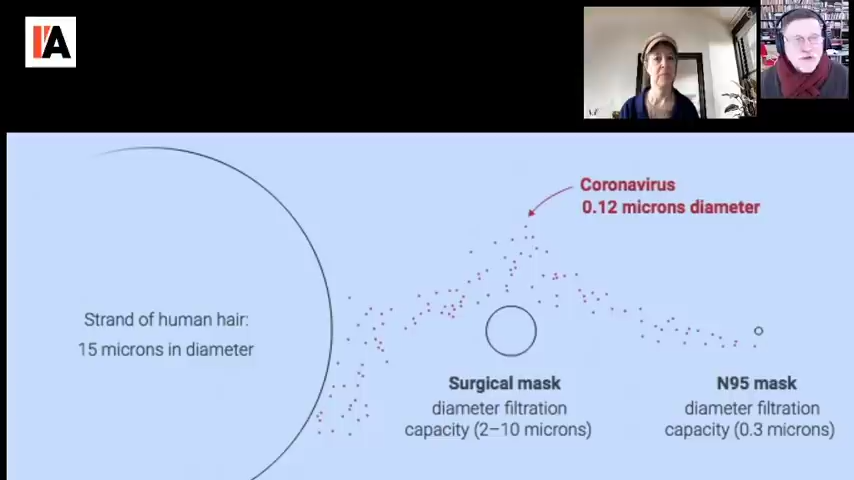 IA
Coronavirus
0.12 microns diameter
Strand of human hair:
15 microns in diameter
Surgical mask
diameter filtration
capacity (2–10 microns)
N95 mask
diameter filtration
capacity (0.3 microns)